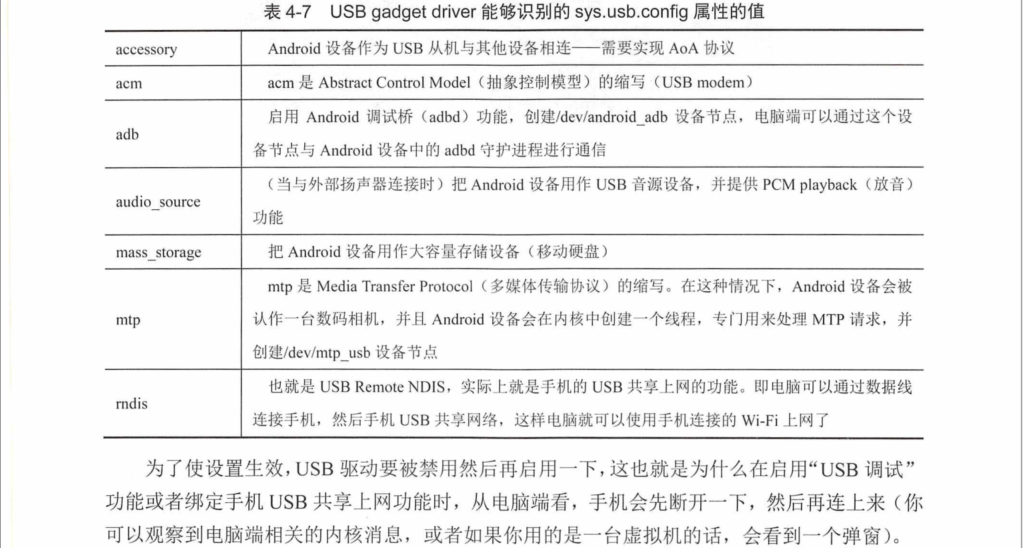 表 4-7 USB gadget driver 能够识别的 sys.usb.config 属性的值
accessory Android 设备作为 USB 从机与其他设备相连——需要实现 AoA 协议
acm acm 是 Abstract Control Model（抽象控制模型）的缩写（USB modem）
adb 启用 Android 调试桥（adbd）功能，创建/dev/android_adb 设备节点，电脑端可以通过这个设
备节点与 Android 设备中的 adbd 守护进程进行通信
audio_source （当与外部扬声器连接时）把 Android 设备用作 USB 音源设备，并提供 PCM playback（放音）
功能
mass_storage 把 Android 设备用作大容量存储设备（移动硬盘）
mtp mtp 是 Media Transfer Protocol（多媒体传输协议）的缩写。在这种情况下，Android 设备会被
认作一台数码相机，并且 Android 设备会在内核中创建一个线程，专门用来处理 MTP 请求，并
创建/dev/mtp_usb 设备节点
rndis 也就是 USB Remote NDIS，实际上就是手机的 USB 共享上网的功能。即电脑可以通过数据线
连接手机，然后手机 USB 共享网络，这样电脑就可以使用手机连接的 Wi-Fi 上网了
为了使设置生效，USB 驱动要被禁用然后再启用一下，这也就是为什么在启用“USB 调试”
功能或者绑定手机 USB 共享上网功能时，从电脑端看，手机会先断开一下，然后再连上来（你
可以观察到电脑端相关的内核消息，或者如果你用的是一台虚拟机的话，会看到一个弹窗）。